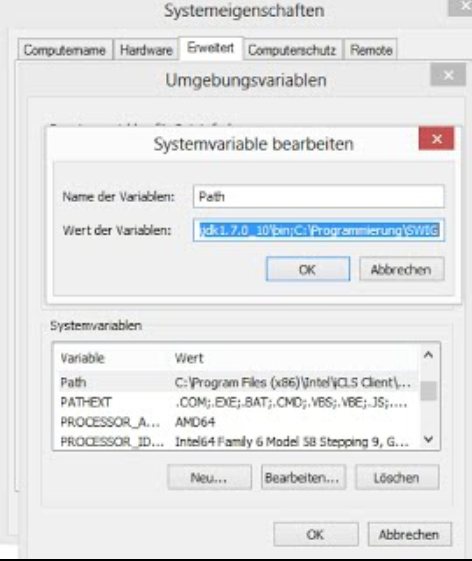 Systemeigenschaften
Computername Hardware Erweitert Computerschutz Remote
Umgebungsvariablen
Systemvariable bearbeiten
Name der Variablen: Path
Wert der Variablen: jdk1.7.0_10\bin;C:\Programmierung\SWIG
OK Abbrechen
Systemvariablen
Variable Wert
Path C:\Program Files (x86)\Intel\iCLS Client\...
PATHEXT .COM;.EXE;.BAT;.CMD;.VBS;.VBE;.JS;....
PROCESSOR_A... AMD64
PROCESSOR_ID... Intel64 Family 6 Model 58 Stepping 9, G...
Neu... Bearbeiten... Löschen
OK Abbrechen